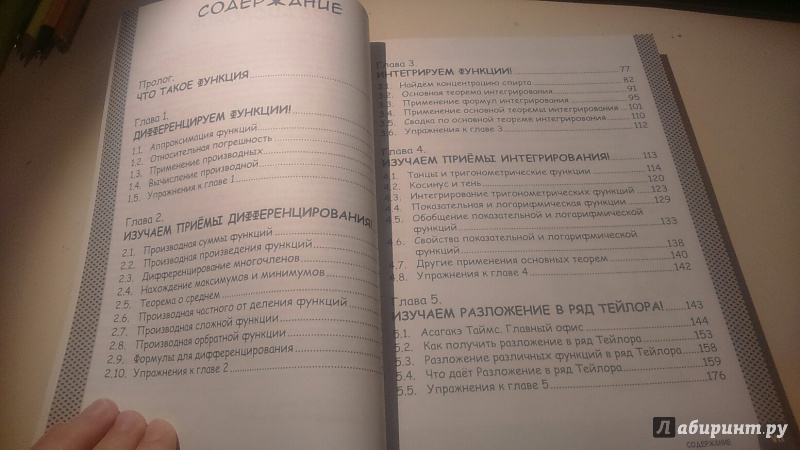 СОДЕРЖАНИЕ
Пролог.
ЧТО ТАКОЕ ФУНКЦИЯ
Глава 1.
ДИФФЕРЕНЦИРУЕМ ФУНКЦИИ!
1.1. Аппроксимация функций
1.2. Относительная погрешность
1.3. Применение производных
1.4. Вычисление производной
1.5. Упражнения к главе 1
Глава 2.
ИЗУЧАЕМ ПРИЁМЫ ДИФФЕРЕНЦИРОВАНИЯ!
2.1. Производная суммы функций
2.2. Производная произведения функций
2.3. Дифференцирование многочленов
2.4. Нахождение максимумов и минимумов
2.5. Теорема о среднем
2.6. Производная частного от деления функций
2.7. Производная сложной функции
2.8. Производная орбратной функции
2.9. Формулы для дифференцирования
2.10. Упражнения к главе 2
Глава 3.
ИНТЕГРИРУЕМ ФУНКЦИИ! 77
3.1. Найдем концентрацию спирта 82
3.2. Основная теорема интегрирования 91
3.3. Применение формул интегрирования 95
3.4. Применение основной теоремы интегрирования 101
3.5. Сводка по основной теореме интегрирования 110
3.6. Упражнения к главе 3 112
Глава 4.
ИЗУЧАЕМ ПРИЁМЫ ИНТЕГРИРОВАНИЯ! 113
4.1. Танцы и тригонометрические функции 114
4.2. Косинус и тень 120
4.3. Интегрирование тригонометрических функций 123
4.4. Показательная и логарифмическая функции 129
4.5. Обобщение показательной и логарифмической
функций 133
4.6. Свойства показательной и логарифмической
функций 138
4.7. Другие применения основных теорем 140
4.8. Упражнения к главе 4 142
Глава 5.
ИЗУЧАЕМ РАЗЛОЖЕНИЕ В РЯД ТЕЙЛОРА! 143
5.1. Асагакэ Таймс. Главный офис 144
5.2. Как получить разложение в ряд Тейлора 153
5.3. Разложение различных функций в ряд Тейлора 158
5.4. Что даёт Разложение в ряд Тейлора 159
5.5. Упражнения к главе 5 176
СОДЕРЖАНИЕ
Лабиринт.ру